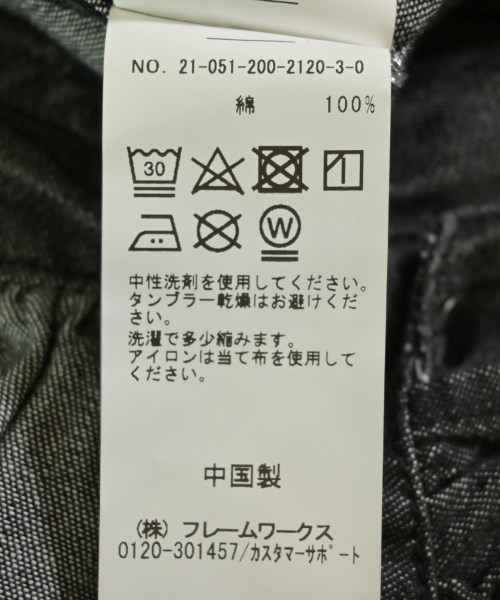 NO. 21-051-200-2120-3-0
綿 100%
30
W
中性洗剤を使用してください。
タンブラー乾燥はお避けくだ
さい。
洗濯で多少縮みます。
アイロンは当て布を使用して
ください。
中国製
(株) フレームワークス
0120-301457/カスタマーサポート